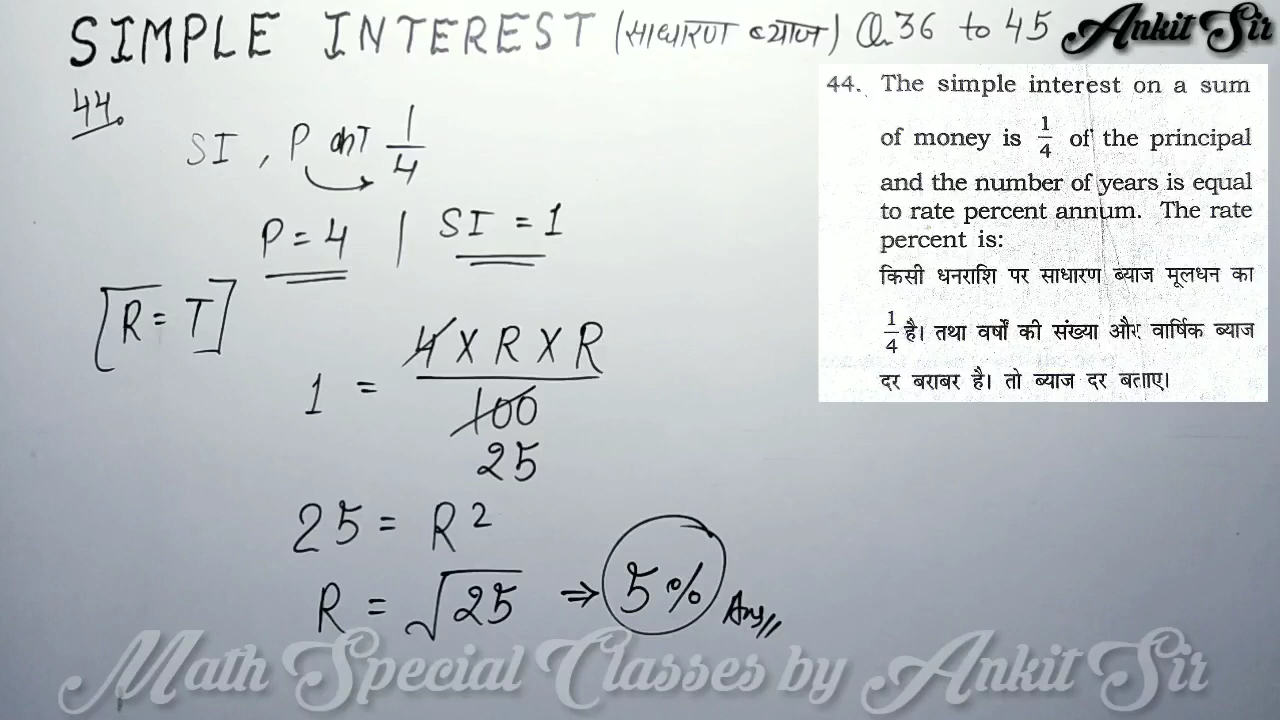 SIMPLE INTEREST (साधारण ब्याज) Q.36 to 45 Ankit Sir
44.
SI , P का 1/4
P = 4 | SI = 1
[R = T]
1 = 4 X R X R / 100
25
25 = R²
R = √25 ⇒ 5% Ans//
44. The simple interest on a sum
of money is 1/4 of the principal
and the number of years is equal
to rate percent annum. The rate
percent is:
किसी धनराशि पर साधारण ब्याज मूलधन का
1/4 है। तथा वर्षों की संख्या और वार्षिक ब्याज
दर बराबर है। तो ब्याज दर बताए।
Math Special Classes by Ankit Sir